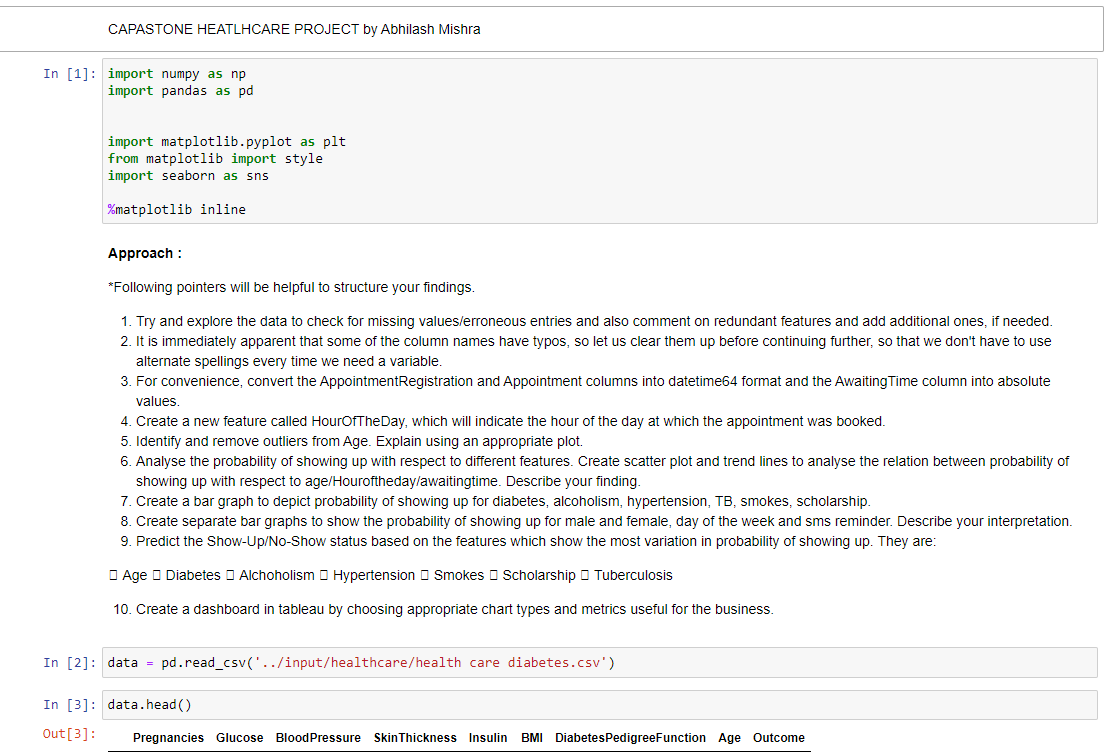 CAPASTONE HEATLHCARE PROJECT by Abhilash Mishra
In [1]: import numpy as np
import pandas as pd
import matplotlib.pyplot as plt
from matplotlib import style
import seaborn as sns
%matplotlib inline
Approach :
*Following pointers will be helpful to structure your findings.
1. Try and explore the data to check for missing values/erroneous entries and also comment on redundant features and add additional ones, if needed.
2. It is immediately apparent that some of the column names have typos, so let us clear them up before continuing further, so that we don't have to use
alternate spellings every time we need a variable.
3. For convenience, convert the AppointmentRegistration and Appointment columns into datetime64 format and the AwaitingTime column into absolute
values.
4. Create a new feature called HourOfTheDay, which will indicate the hour of the day at which the appointment was booked.
5. Identify and remove outliers from Age. Explain using an appropriate plot.
6. Analyse the probability of showing up with respect to different features. Create scatter plot and trend lines to analyse the relation between probability of
showing up with respect to age/Houroftheday/awaitingtime. Describe your finding.
7. Create a bar graph to depict probability of showing up for diabetes, alcoholism, hypertension, TB, smokes, scholarship.
8. Create separate bar graphs to show the probability of showing up for male and female, day of the week and sms reminder. Describe your interpretation.
9. Predict the Show-Up/No-Show status based on the features which show the most variation in probability of showing up. They are:
 Age  Diabetes  Alchoholism  Hypertension  Smokes  Scholarship  Tuberculosis
10. Create a dashboard in tableau by choosing appropriate chart types and metrics useful for the business.
In [2]: data = pd.read_csv('../input/healthcare/health care diabetes.csv')
In [3]: data.head()
Out[3]: Pregnancies Glucose BloodPressure SkinThickness Insulin BMI DiabetesPedigreeFunction Age Outcome